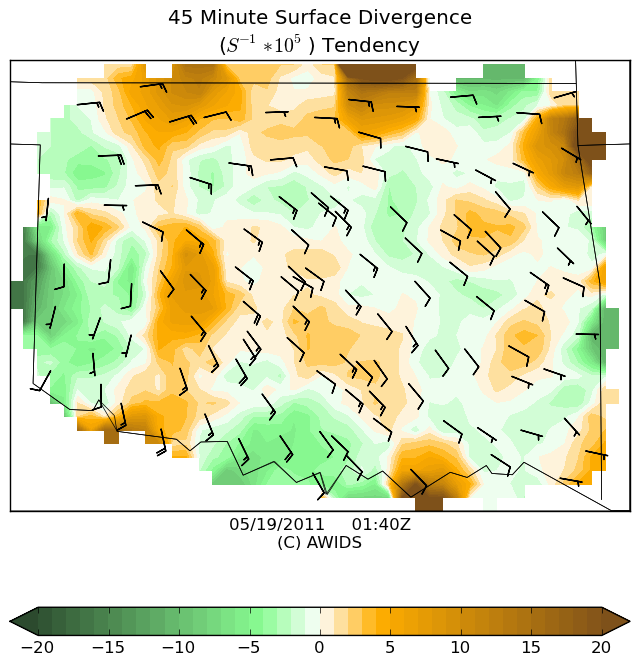 45 Minute Surface Divergence
(S⁻¹ * 10⁵ ) Tendency
05/19/2011 01:40Z
(C) AWIDS
−20 −15 −10 −5 0 5 10 15 20